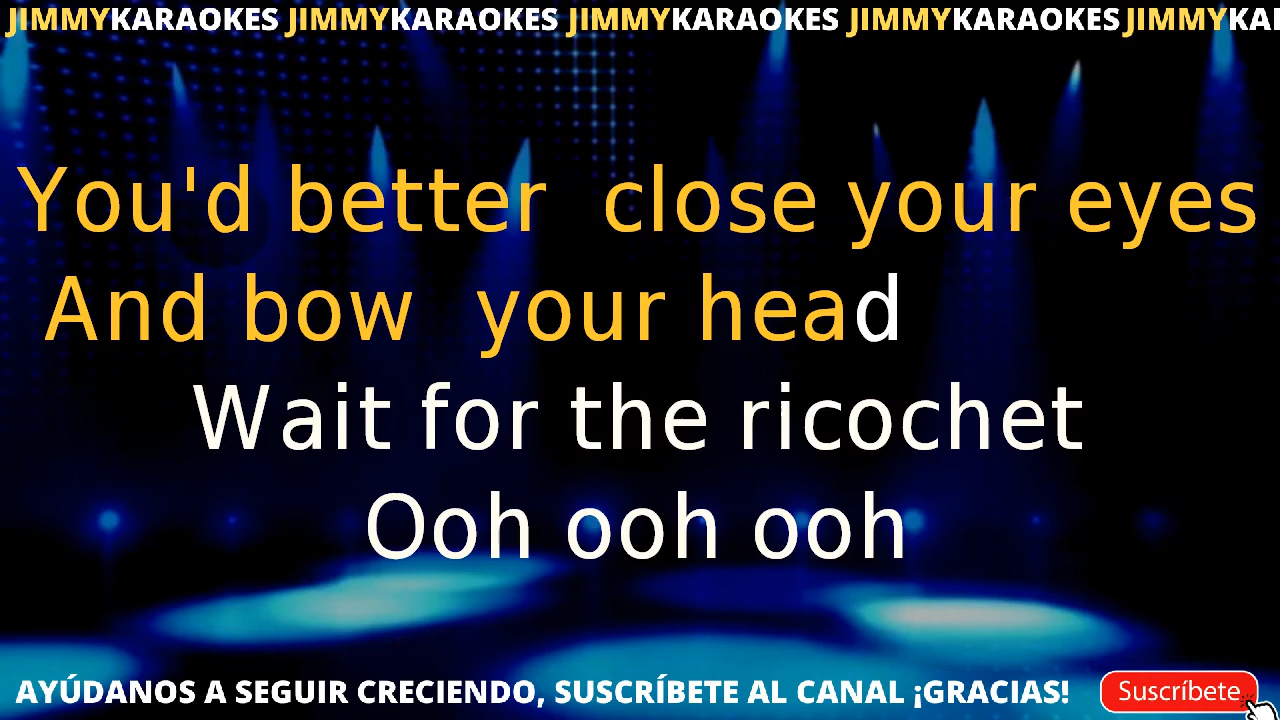 JIMMYKARAOKES JIMMYKARAOKES JIMMYKARAOKES JIMMYKARAOKES JIMMYKA
You'd better close your eyes
And bow your head
Wait for the ricochet
Ooh ooh ooh
AYÚDANOS A SEGUIR CRECIENDO, SUSCRÍBETE AL CANAL ¡GRACIAS! Suscríbete